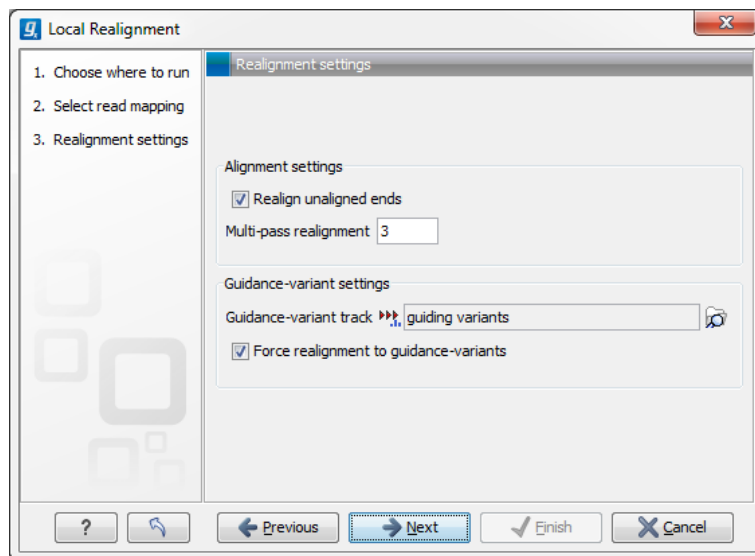 Local Realignment
1. Choose where to run
2. Select read mapping
3. Realignment settings
Realignment settings
Alignment settings
Realign unaligned ends
Multi-pass realignment 3
Guidance-variant settings
Guidance-variant track guiding variants
Force realignment to guidance-variants
? Previous Next Finish Cancel